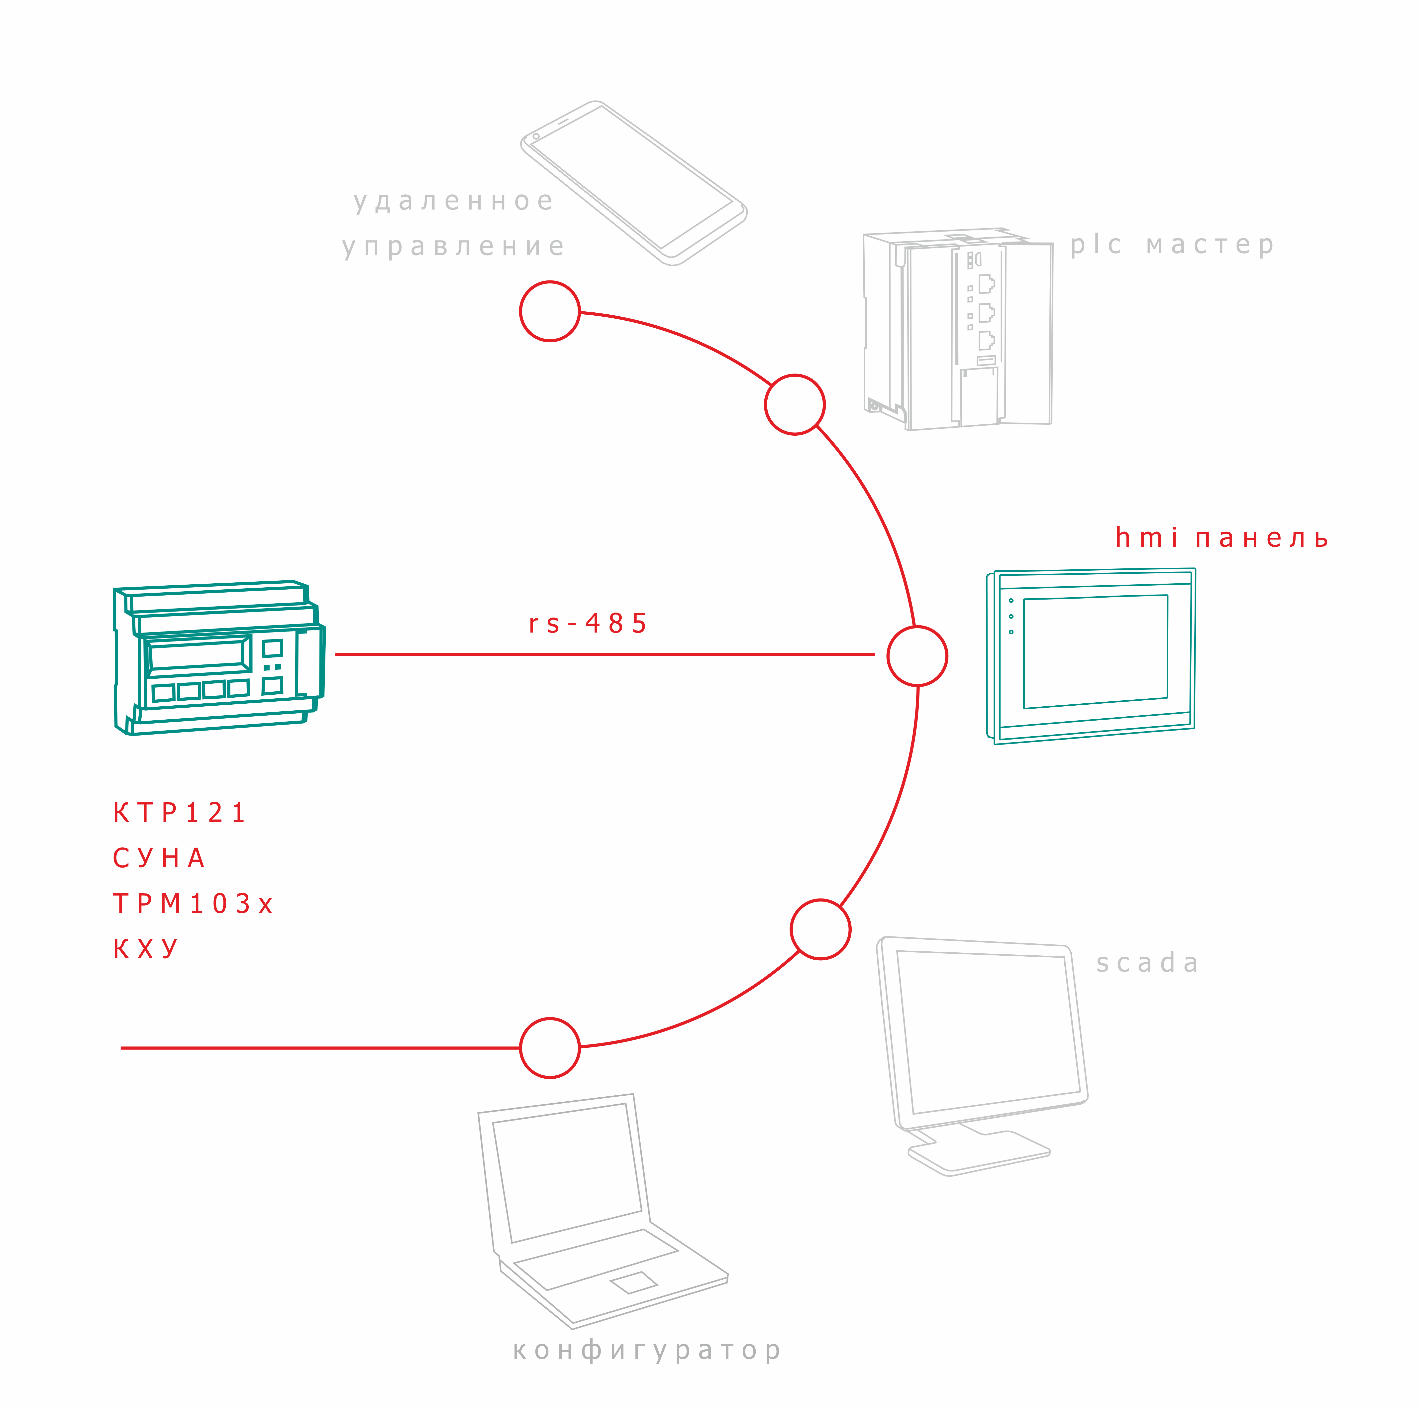 удаленное
управление
plc мастер
hmi панель
rs-485
КТР121
СУНА
ТРМ103х
КХУ
scada
конфигуратор